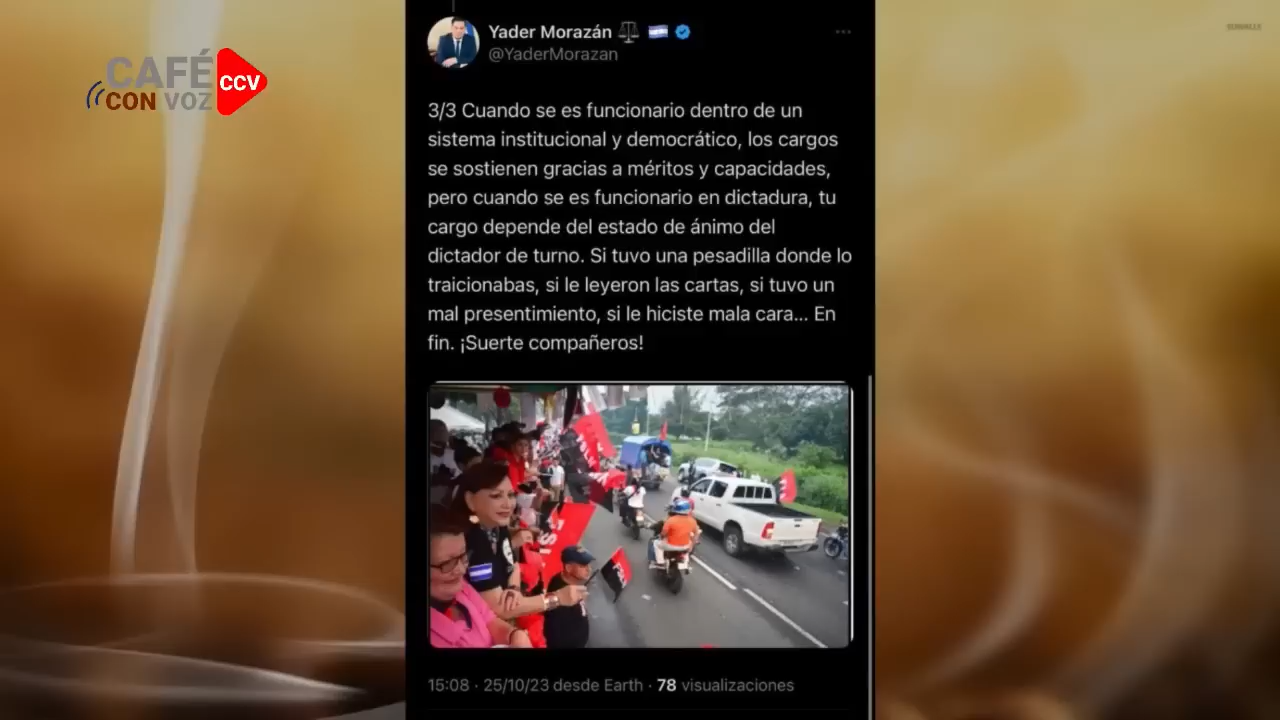 CAFÉ
CON VOZ
CCV
Yader Morazán
@YaderMorazan
3/3 Cuando se es funcionario dentro de un
sistema institucional y democrático, los cargos
se sostienen gracias a méritos y capacidades,
pero cuando se es funcionario en dictadura, tu
cargo depende del estado de ánimo del
dictador de turno. Si tuvo una pesadilla donde lo
traicionabas, si le leyeron las cartas, si tuvo un
mal presentimiento, si le hiciste mala cara... En
fin. ¡Suerte compañeros!
15:08 · 25/10/23 desde Earth · 78 visualizaciones